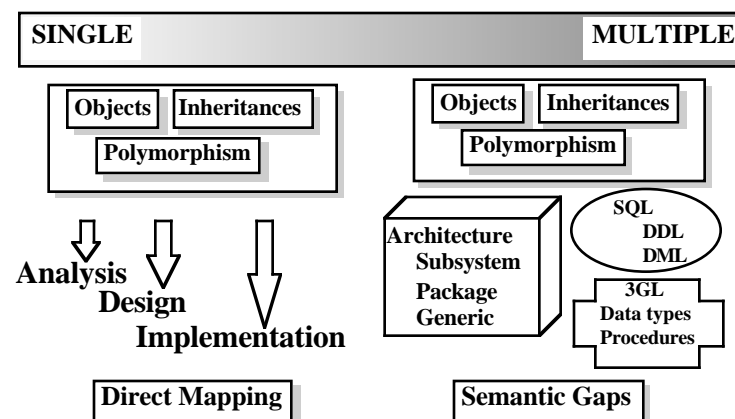 SINGLE
MULTIPLE
Objects
Inheritances
Polymorphism
Analysis
Design
Implementation
Direct Mapping
Objects
Inheritances
Polymorphism
Architecture
Subsystem
Package
Generic
SQL
DDL
DML
3GL
Data types
Procedures
Semantic Gaps